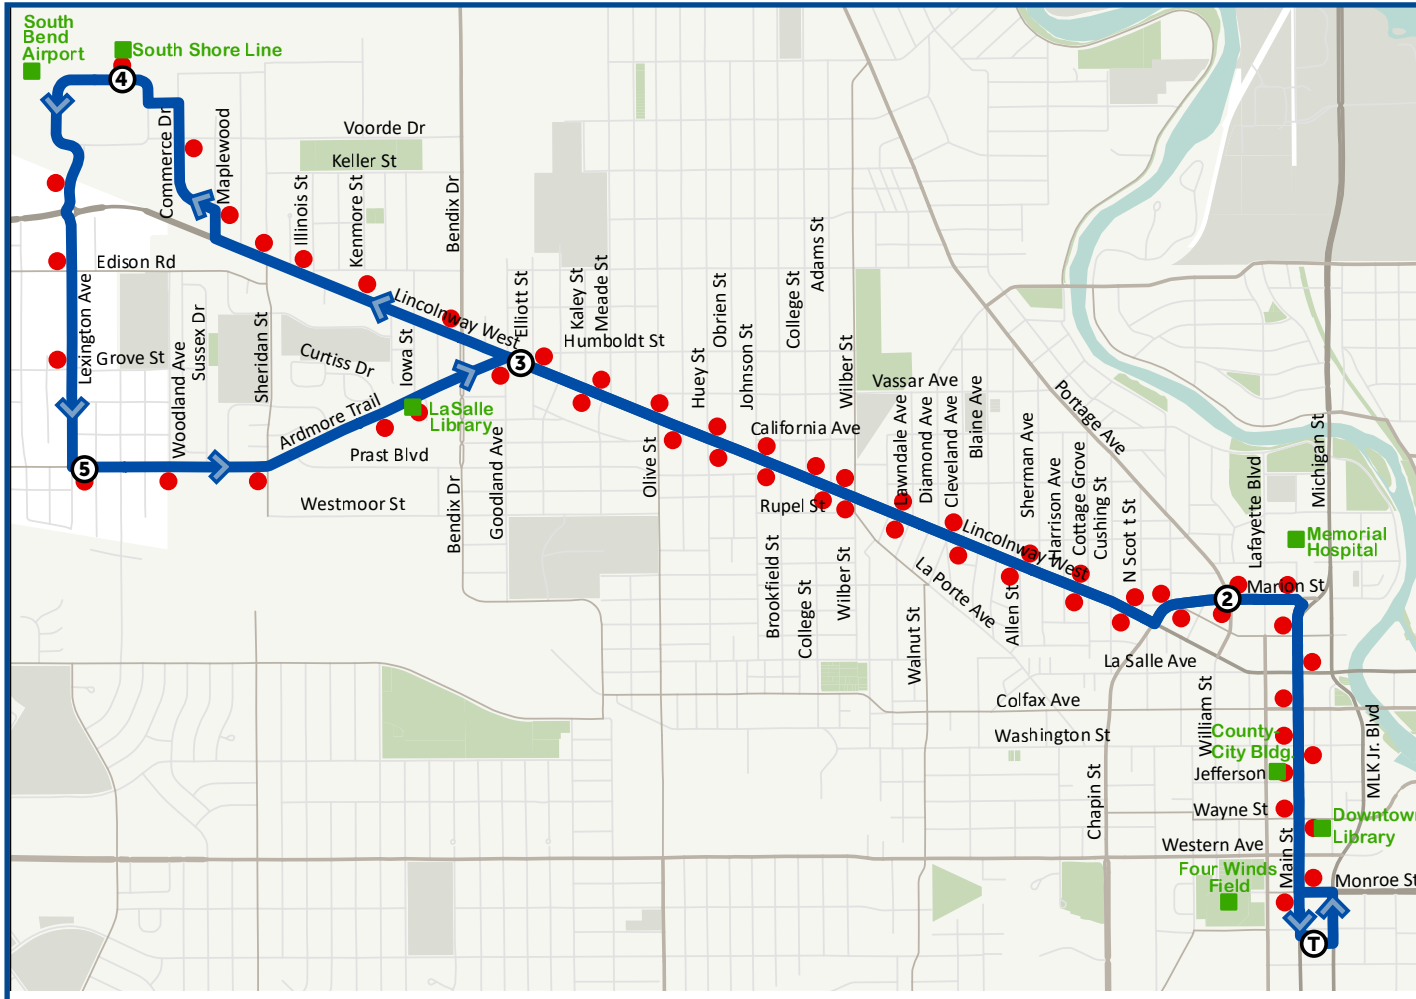 South
Bend
Airport
South Shore Line
4
Commerce Dr
Maplewood
Voorde Dr
Keller St
Illinois St
Kenmore St
Bendix Dr
Edison Rd
Lexington Ave
Grove St
Woodland Ave
Sussex Dr
Sheridan St
Curtiss Dr
Iowa St
Lincolnway West
Elliott St
Kaley St
Meade St
Humboldt St
3
Obrien St
Huey St
Johnson St
College St
Adams St
Wilber St
Ardmore Trail
LaSalle
Library
Prast Blvd
5
Westmoor St
Bendix Dr
Goodland Ave
Olive St
California Ave
Rupel St
Vassar Ave
Lawndale Ave
Diamond Ave
Cleveland Ave
Blaine Ave
Portage Ave
Sherman Ave
Harrison Ave
Cottage Grove
Cushing St
N Scot t St
Lincolnway West
Lafayette Blvd
Michigan St
Memorial
Hospital
Marion St
2
Brookfield St
College St
Wilber St
La Porte Ave
Walnut St
Allen St
La Salle Ave
Colfax Ave
Washington St
William St
County-
City Bldg.
Jefferson
MLK Jr. Blvd
Chapin St
Wayne St
Downtown
Library
Western Ave
Main St
Four Winds
Field
Monroe St
T